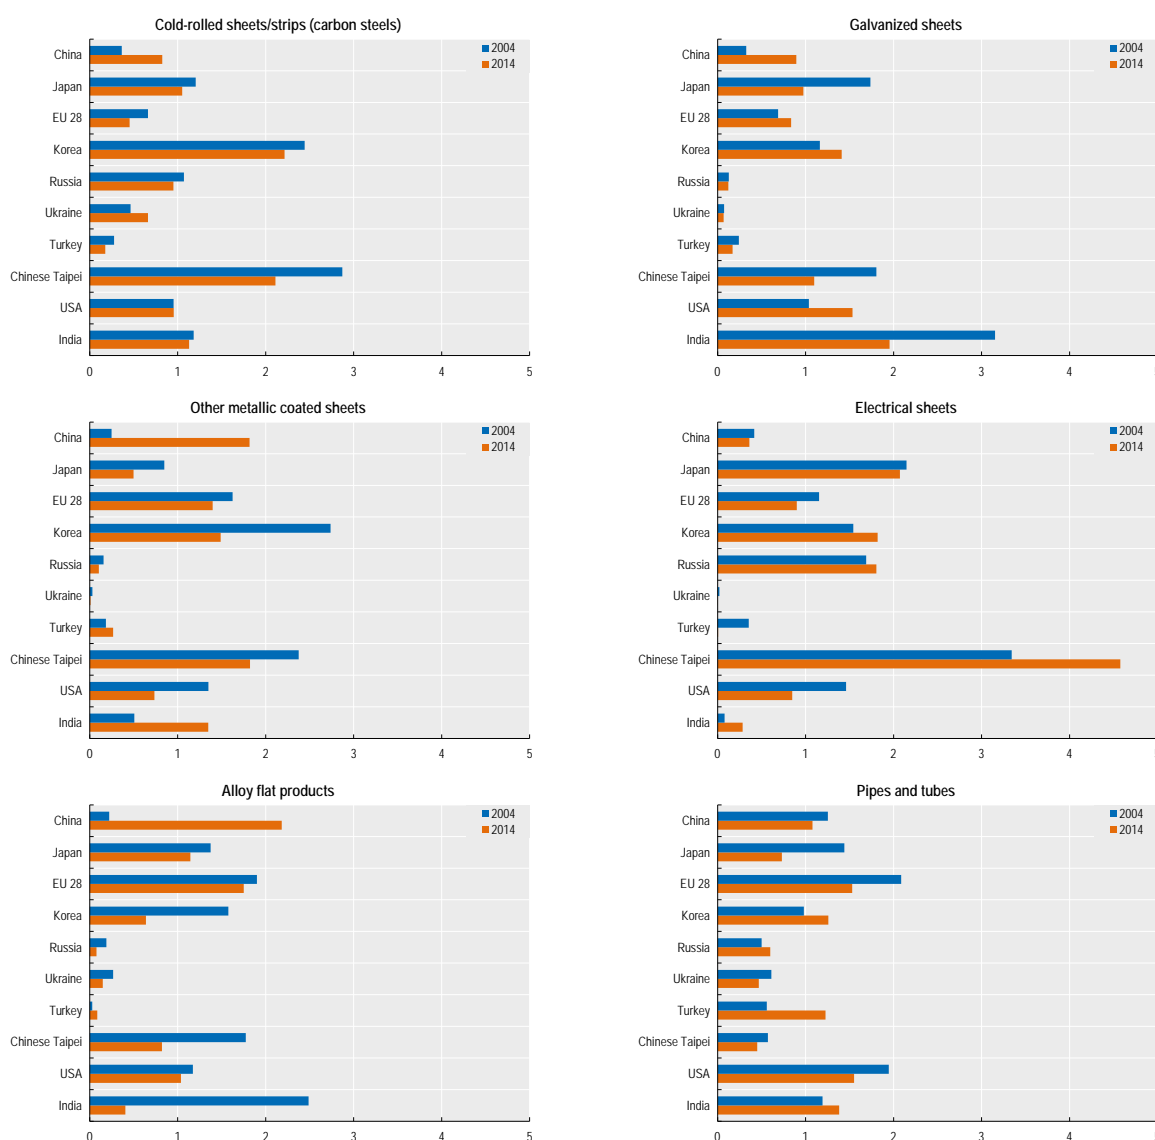 Cold-rolled sheets/strips (carbon steels)
2004
2014
China
Japan
EU 28
Korea
Russia
Ukraine
Turkey
Chinese Taipei
USA
India
0 1 2 3 4 5
Galvanized sheets
2004
2014
China
Japan
EU 28
Korea
Russia
Ukraine
Turkey
Chinese Taipei
USA
India
0 1 2 3 4
Other metallic coated sheets
2004
2014
China
Japan
EU 28
Korea
Russia
Ukraine
Turkey
Chinese Taipei
USA
India
0 1 2 3 4 5
Electrical sheets
2004
2014
China
Japan
EU 28
Korea
Russia
Ukraine
Turkey
Chinese Taipei
USA
India
0 1 2 3 4
Alloy flat products
2004
2014
China
Japan
EU 28
Korea
Russia
Ukraine
Turkey
Chinese Taipei
USA
India
0 1 2 3 4 5
Pipes and tubes
2004
2014
China
Japan
EU 28
Korea
Russia
Ukraine
Turkey
Chinese Taipei
USA
India
0 1 2 3 4